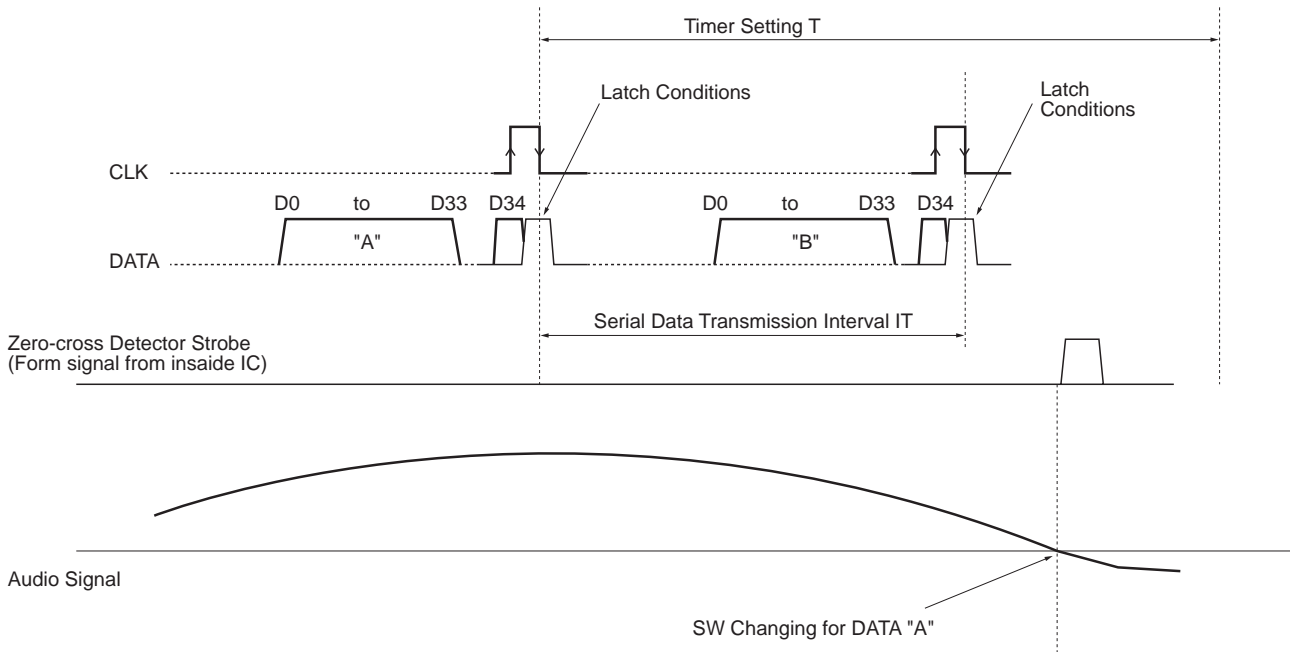 Timer Setting T
Latch Conditions
Latch
Conditions
CLK
D0 to D33 D34 D0 to D33 D34
"A" "B"
DATA
Serial Data Transmission Interval IT
Zero-cross Detector Strobe
(Form signal from insaide IC)
Audio Signal
SW Changing for DATA "A"